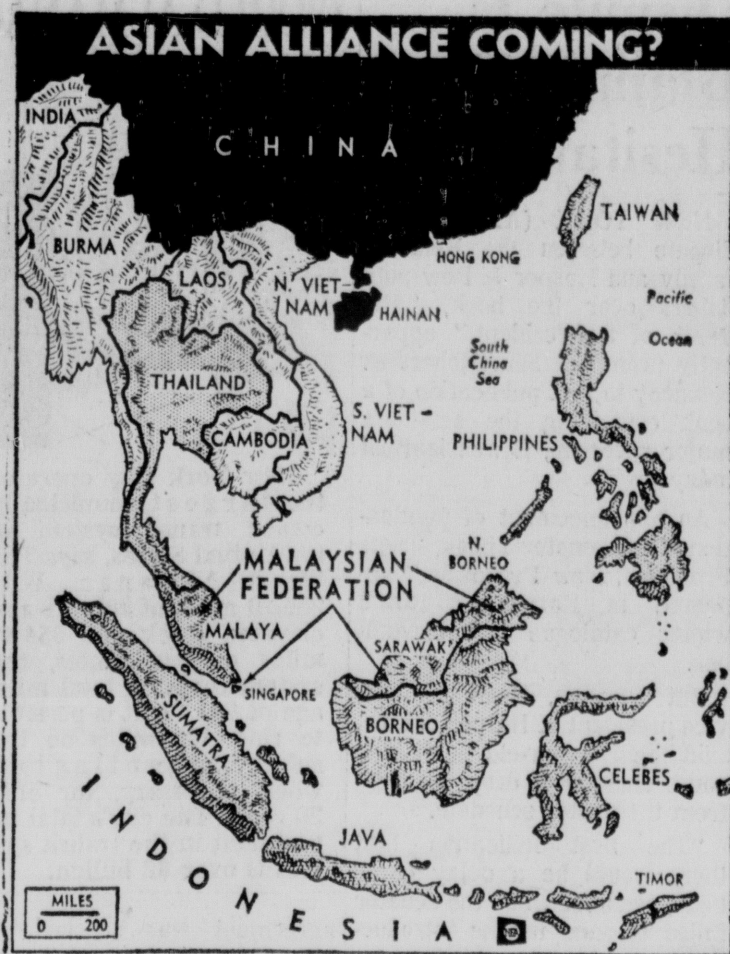 ASIAN ALLIANCE COMING?
INDIA
CHINA
TAIWAN
BURMA
HONG KONG
LAOS
N. VIET-
NAM
HAINAN
Pacific
Ocean
South
China
Sea
THAILAND
S. VIET-
NAM
CAMBODIA
PHILIPPINES
N.
BORNEO
MALAYSIAN
FEDERATION
MALAYA
SARAWAK
SINGAPORE
SUMATRA
BORNEO
CELEBES
JAVA
TIMOR
INDONESIA
MILES
0 200
NEA